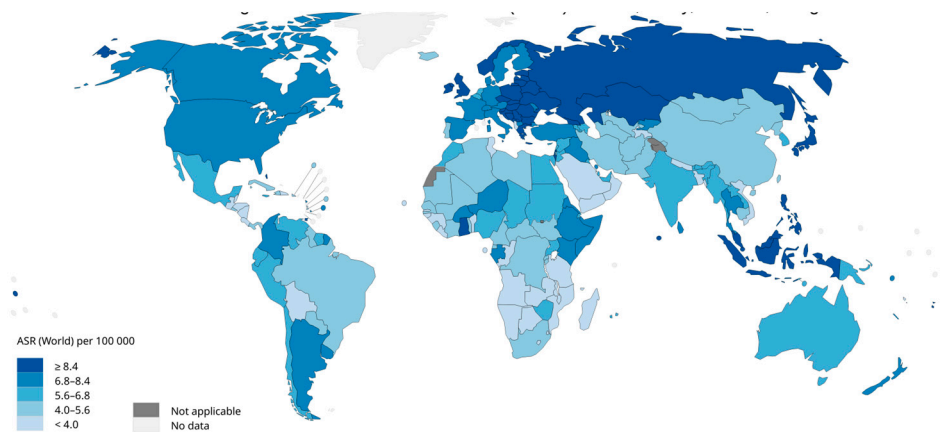 ASR (World) per 100 000
≥ 8.4
6.8–8.4
5.6–6.8
4.0–5.6
< 4.0
Not applicable
No data